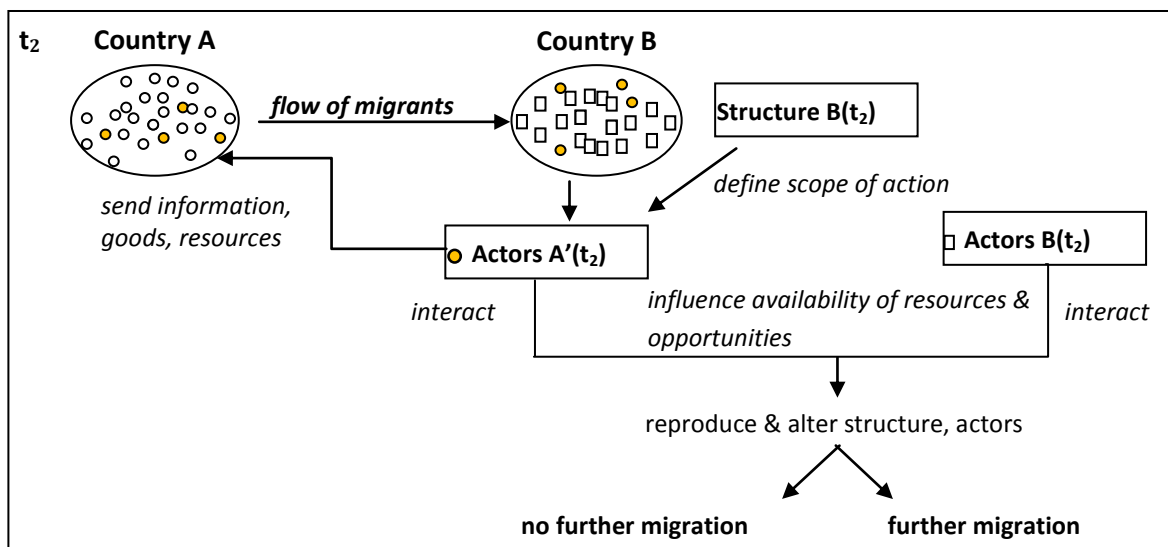 t₂
Country A
Country B
flow of migrants
Structure B(t₂)
define scope of action
send information,
goods, resources
Actors A’(t₂)
Actors B(t₂)
interact
influence availability of resources &
opportunities
interact
reproduce & alter structure, actors
no further migration
further migration